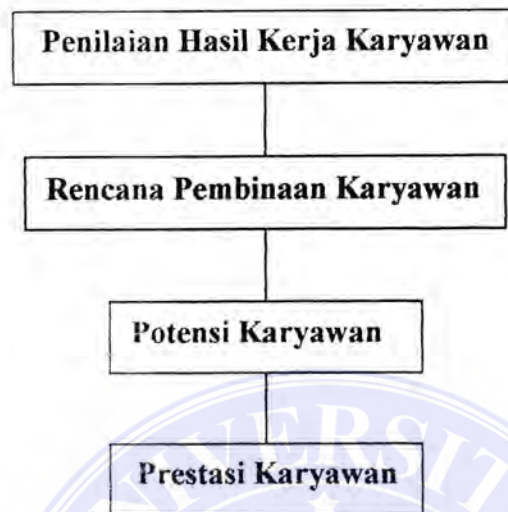 Penilaian Hasil Kerja Karyawan
Rencana Pembinaan Karyawan
Potensi Karyawan
Prestasi Karyawan